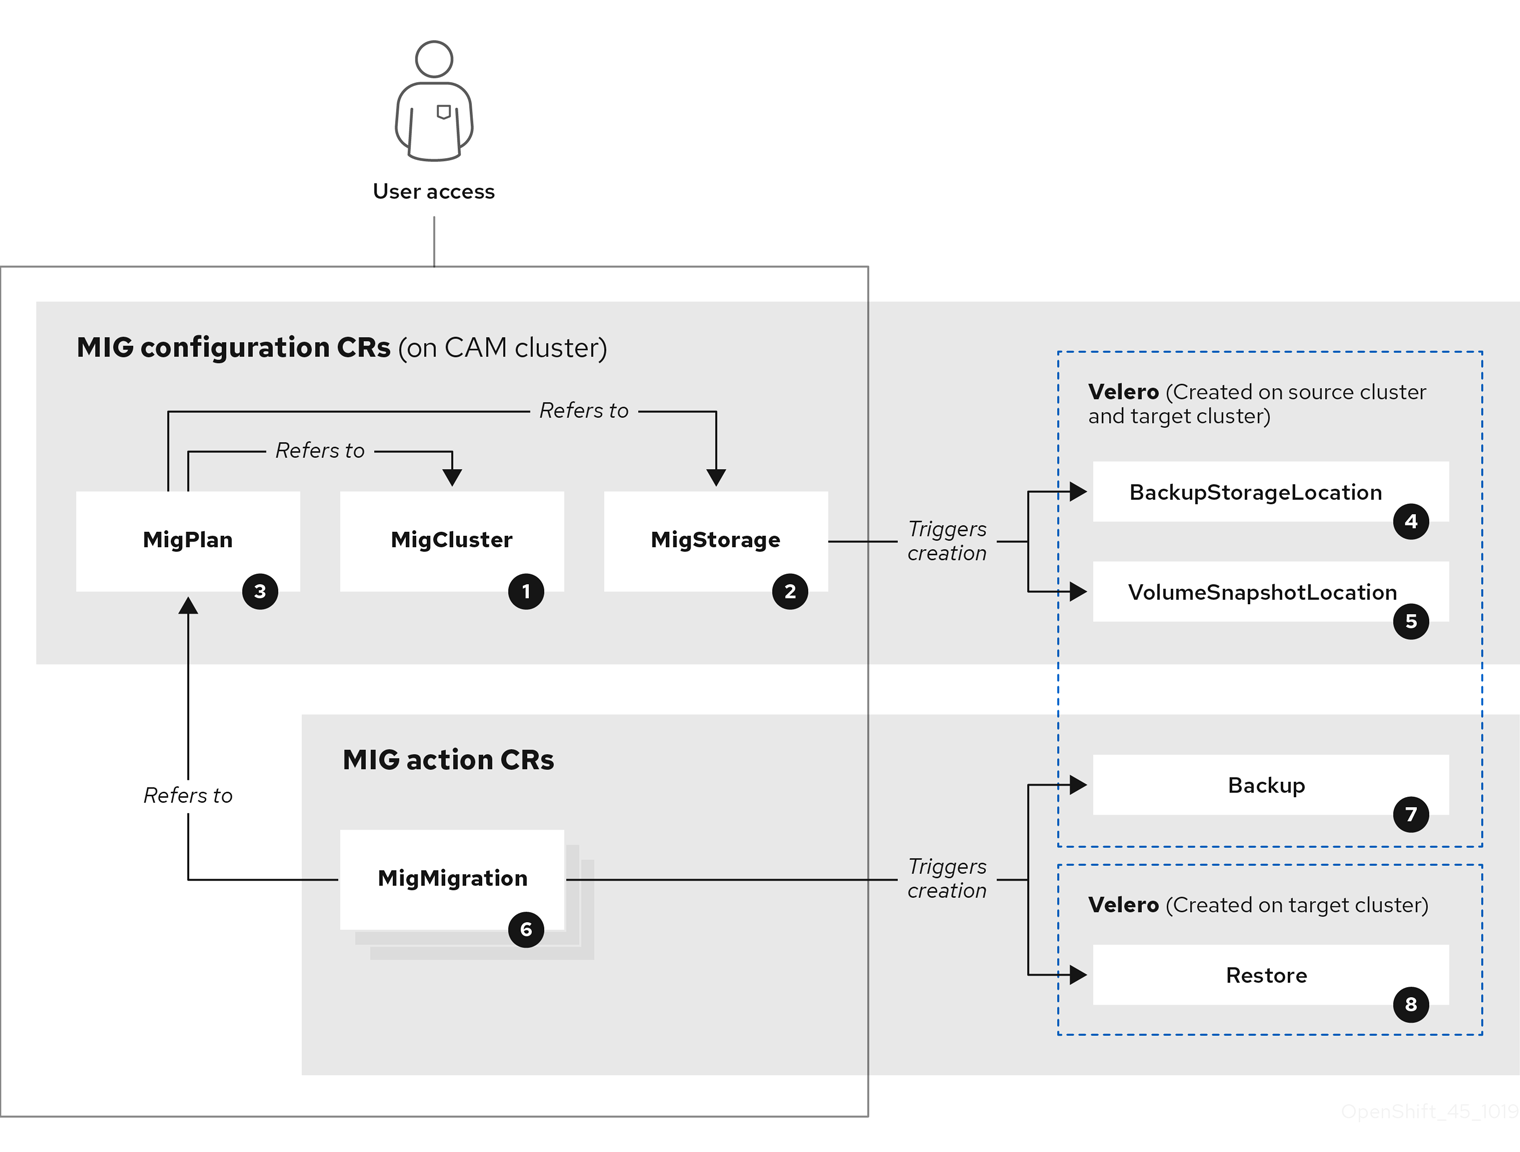 User access
MIG configuration CRs (on CAM cluster)
Refers to
Refers to
MigPlan
3
MigCluster
1
MigStorage
2
Triggers
creation
Velero (Created on source cluster
and target cluster)
BackupStorageLocation
4
VolumeSnapshotLocation
5
Refers to
MIG action CRs
MigMigration
6
Triggers
creation
Backup
7
Velero (Created on target cluster)
Restore
8
OpenShift_45_1019